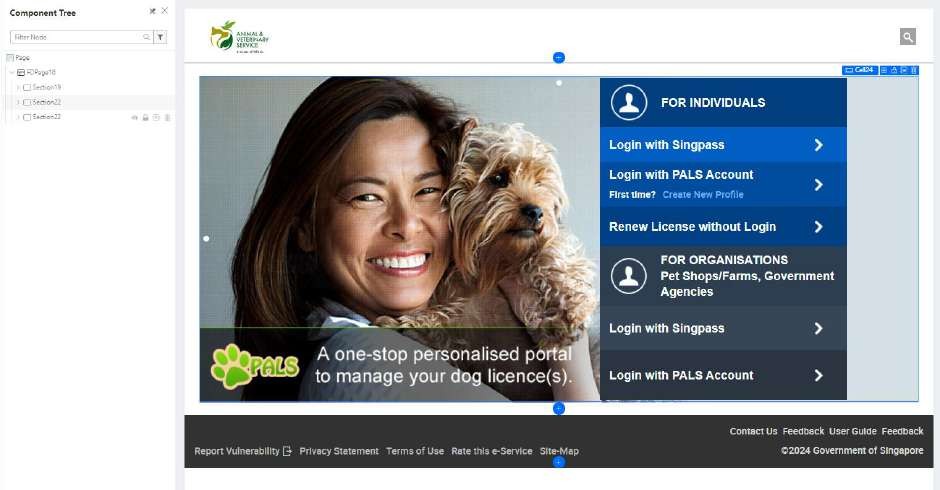 Component Tree
Filter Node
Page
FDPage18
Section19
Section22
Section22
ANIMAL &
VETERINARY
SERVICE
Cell24
FOR INDIVIDUALS
Login with Singpass
Login with PALS Account
First time? Create New Profile
Renew License without Login
FOR ORGANISATIONS
Pet Shops/Farms, Government
Agencies
Login with Singpass
Login with PALS Account
PALS
A one-stop personalised portal
to manage your dog licence(s).
Contact Us Feedback User Guide Feedback
Report Vulnerability Privacy Statement Terms of Use Rate this e-Service Site-Map
©2024 Government of Singapore